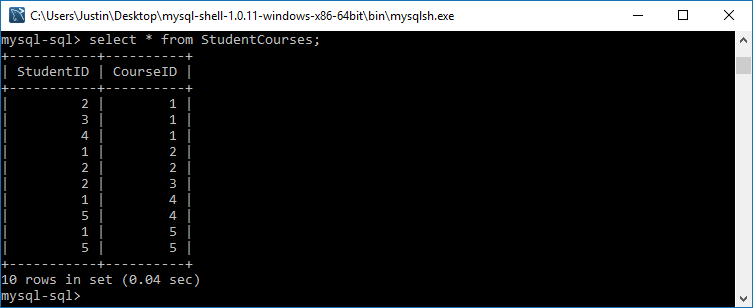 C:\Users\Justin\Desktop\mysql-shell-1.0.11-windows-x86-64bit\bin\mysqlsh.exe
mysql-sql> select * from StudentCourses;
+-----------+----------+
| StudentID | CourseID |
+-----------+----------+
|         2 |        1 |
|         3 |        1 |
|         4 |        1 |
|         1 |        2 |
|         2 |        2 |
|         2 |        3 |
|         1 |        4 |
|         5 |        4 |
|         1 |        5 |
|         5 |        5 |
+-----------+----------+
10 rows in set (0.04 sec)
mysql-sql>